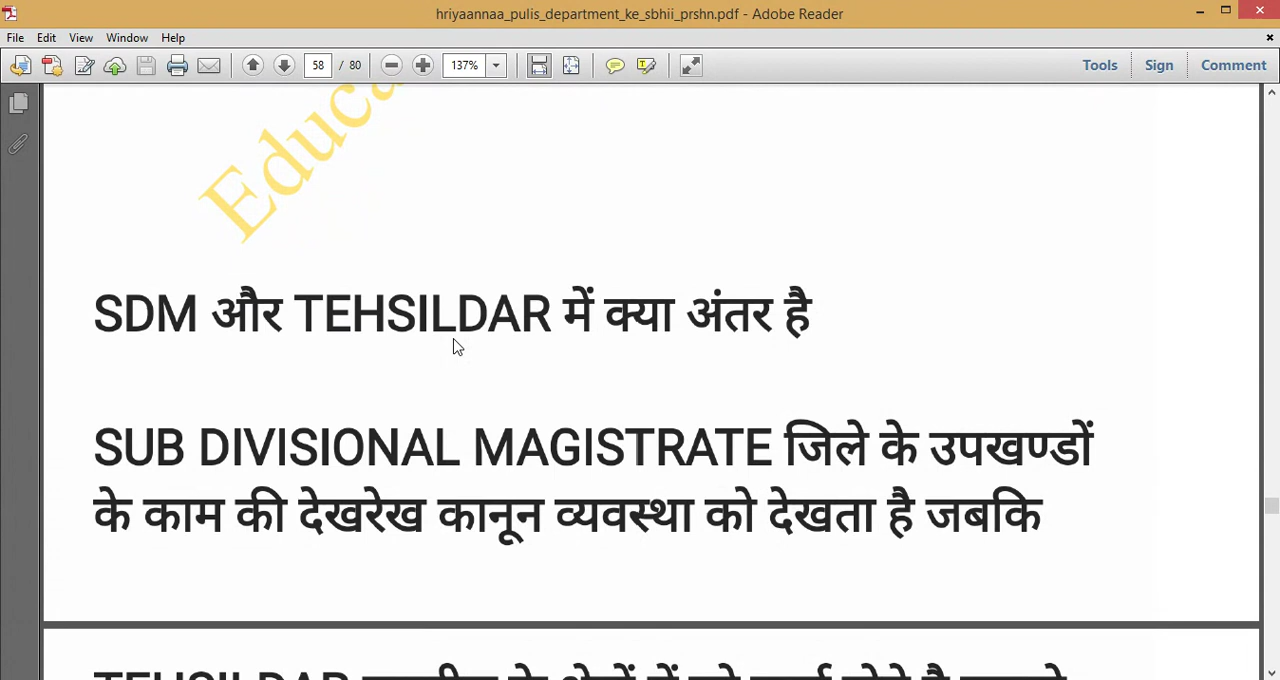 hriyaannaa_pulis_department_ke_sbhii_prshn.pdf - Adobe Reader
File Edit View Window Help
58 / 80 137% Tools Sign Comment
Educa
SDM और TEHSILDAR में क्या अंतर है
SUB DIVISIONAL MAGISTRATE जिले के उपखण्डों
के काम की देखरेख कानून व्यवस्था को देखता है जबकि
TEHSILDAR